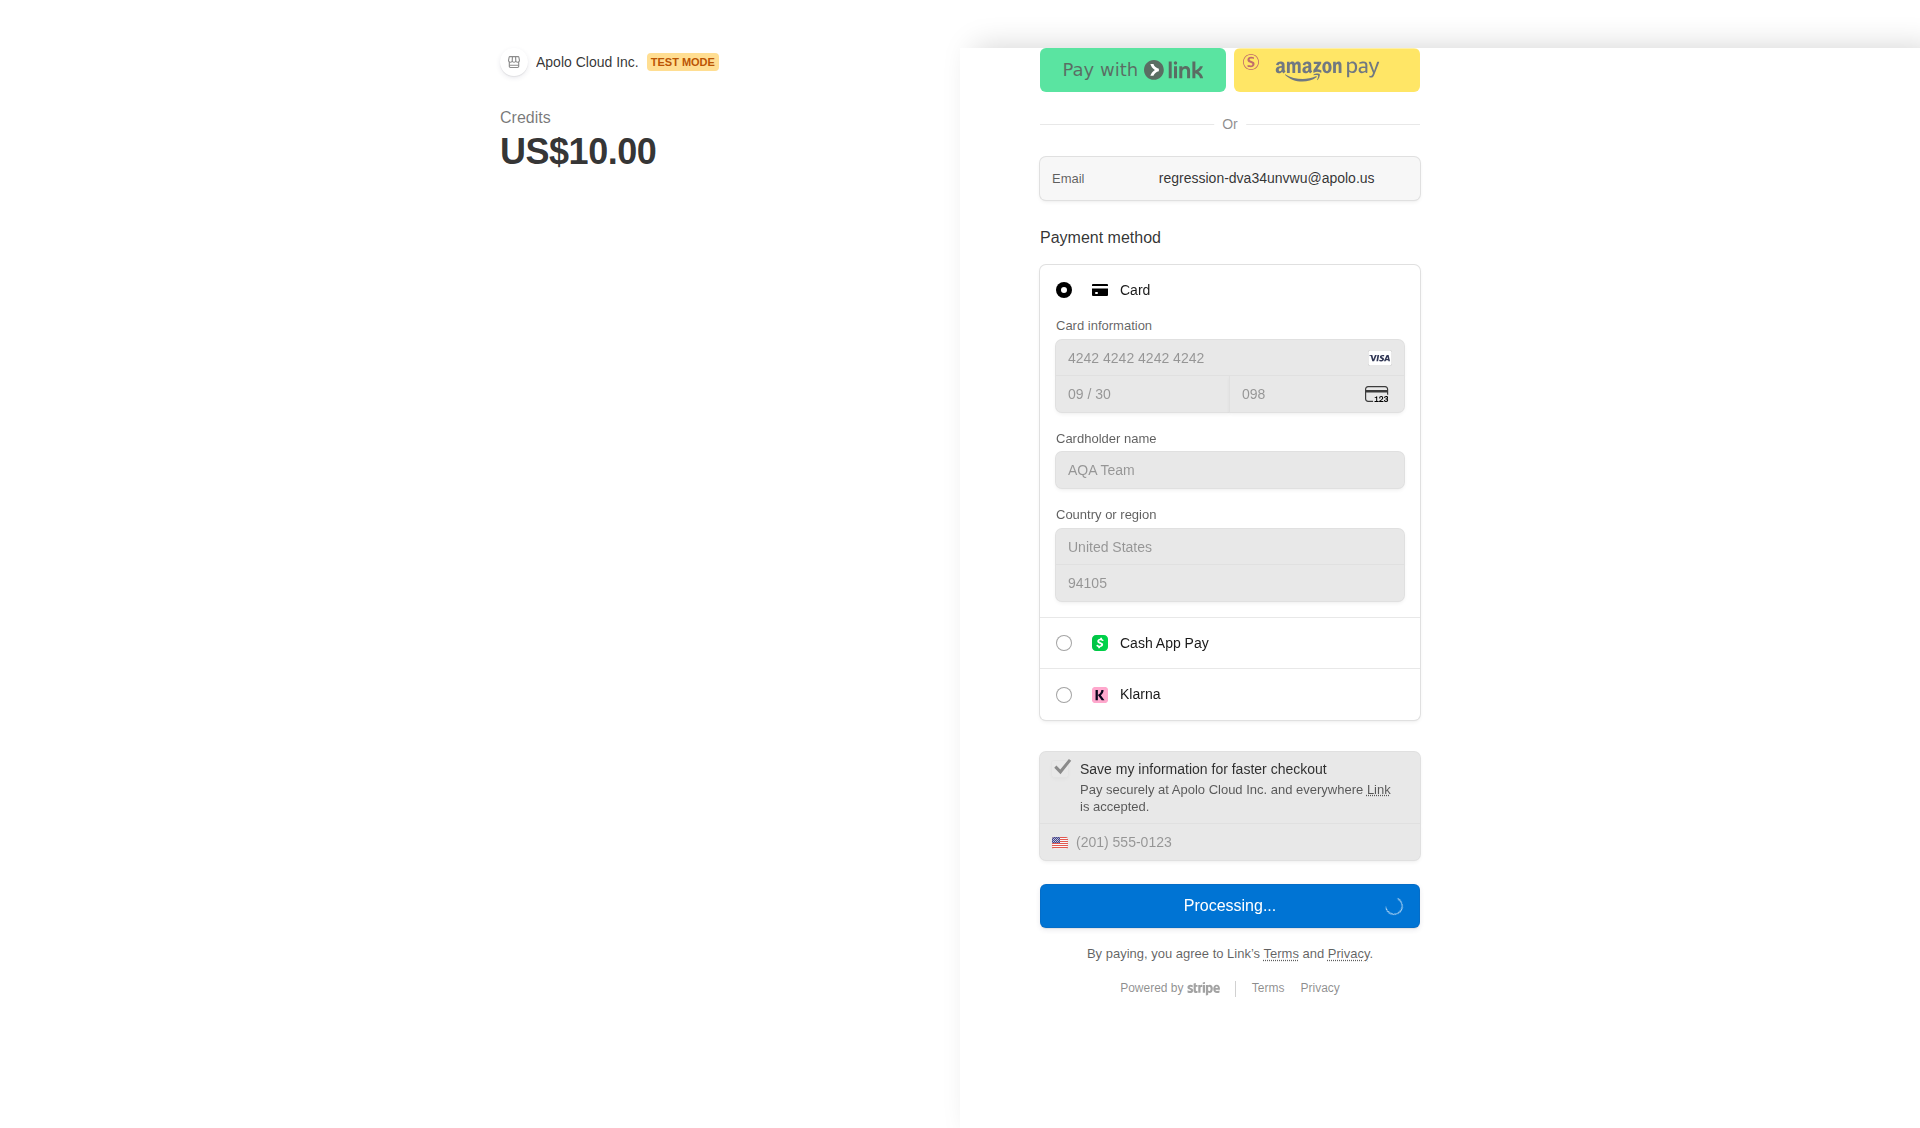 Apolo Cloud Inc. TEST MODE
Credits
US$10.00
Pay with link
S amazon pay
Or
Email regression-dva34unvwu@apolo.us
Payment method
Card
Card information
4242 4242 4242 4242 VISA
09 / 30 098 123
Cardholder name
AQA Team
Country or region
United States
94105
$ Cash App Pay
K Klarna
Save my information for faster checkout
Pay securely at Apolo Cloud Inc. and everywhere Link
is accepted.
(201) 555-0123
Processing...
By paying, you agree to Link's Terms and Privacy.
Powered by stripe Terms Privacy